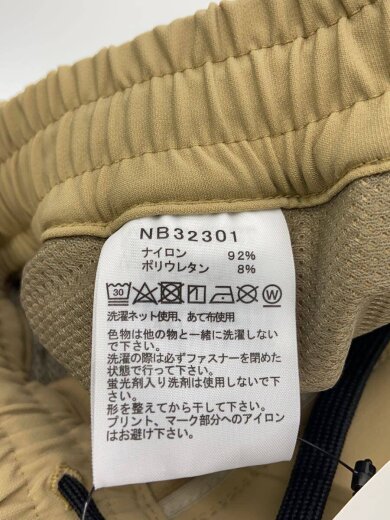 NB32301
ナイロン 92%
ポリウレタン 8%
30 W
洗濯ネット使用、あて布使用
色物は他の物と一緒に洗濯しない
で下さい。
洗濯の際は必ずファスナーを閉めた
状態で行って下さい。
蛍光剤入り洗剤は使用しないで
下さい。
形を整えてから干して下さい。
プリント、マーク部分へのアイロン
はお避け下さい。